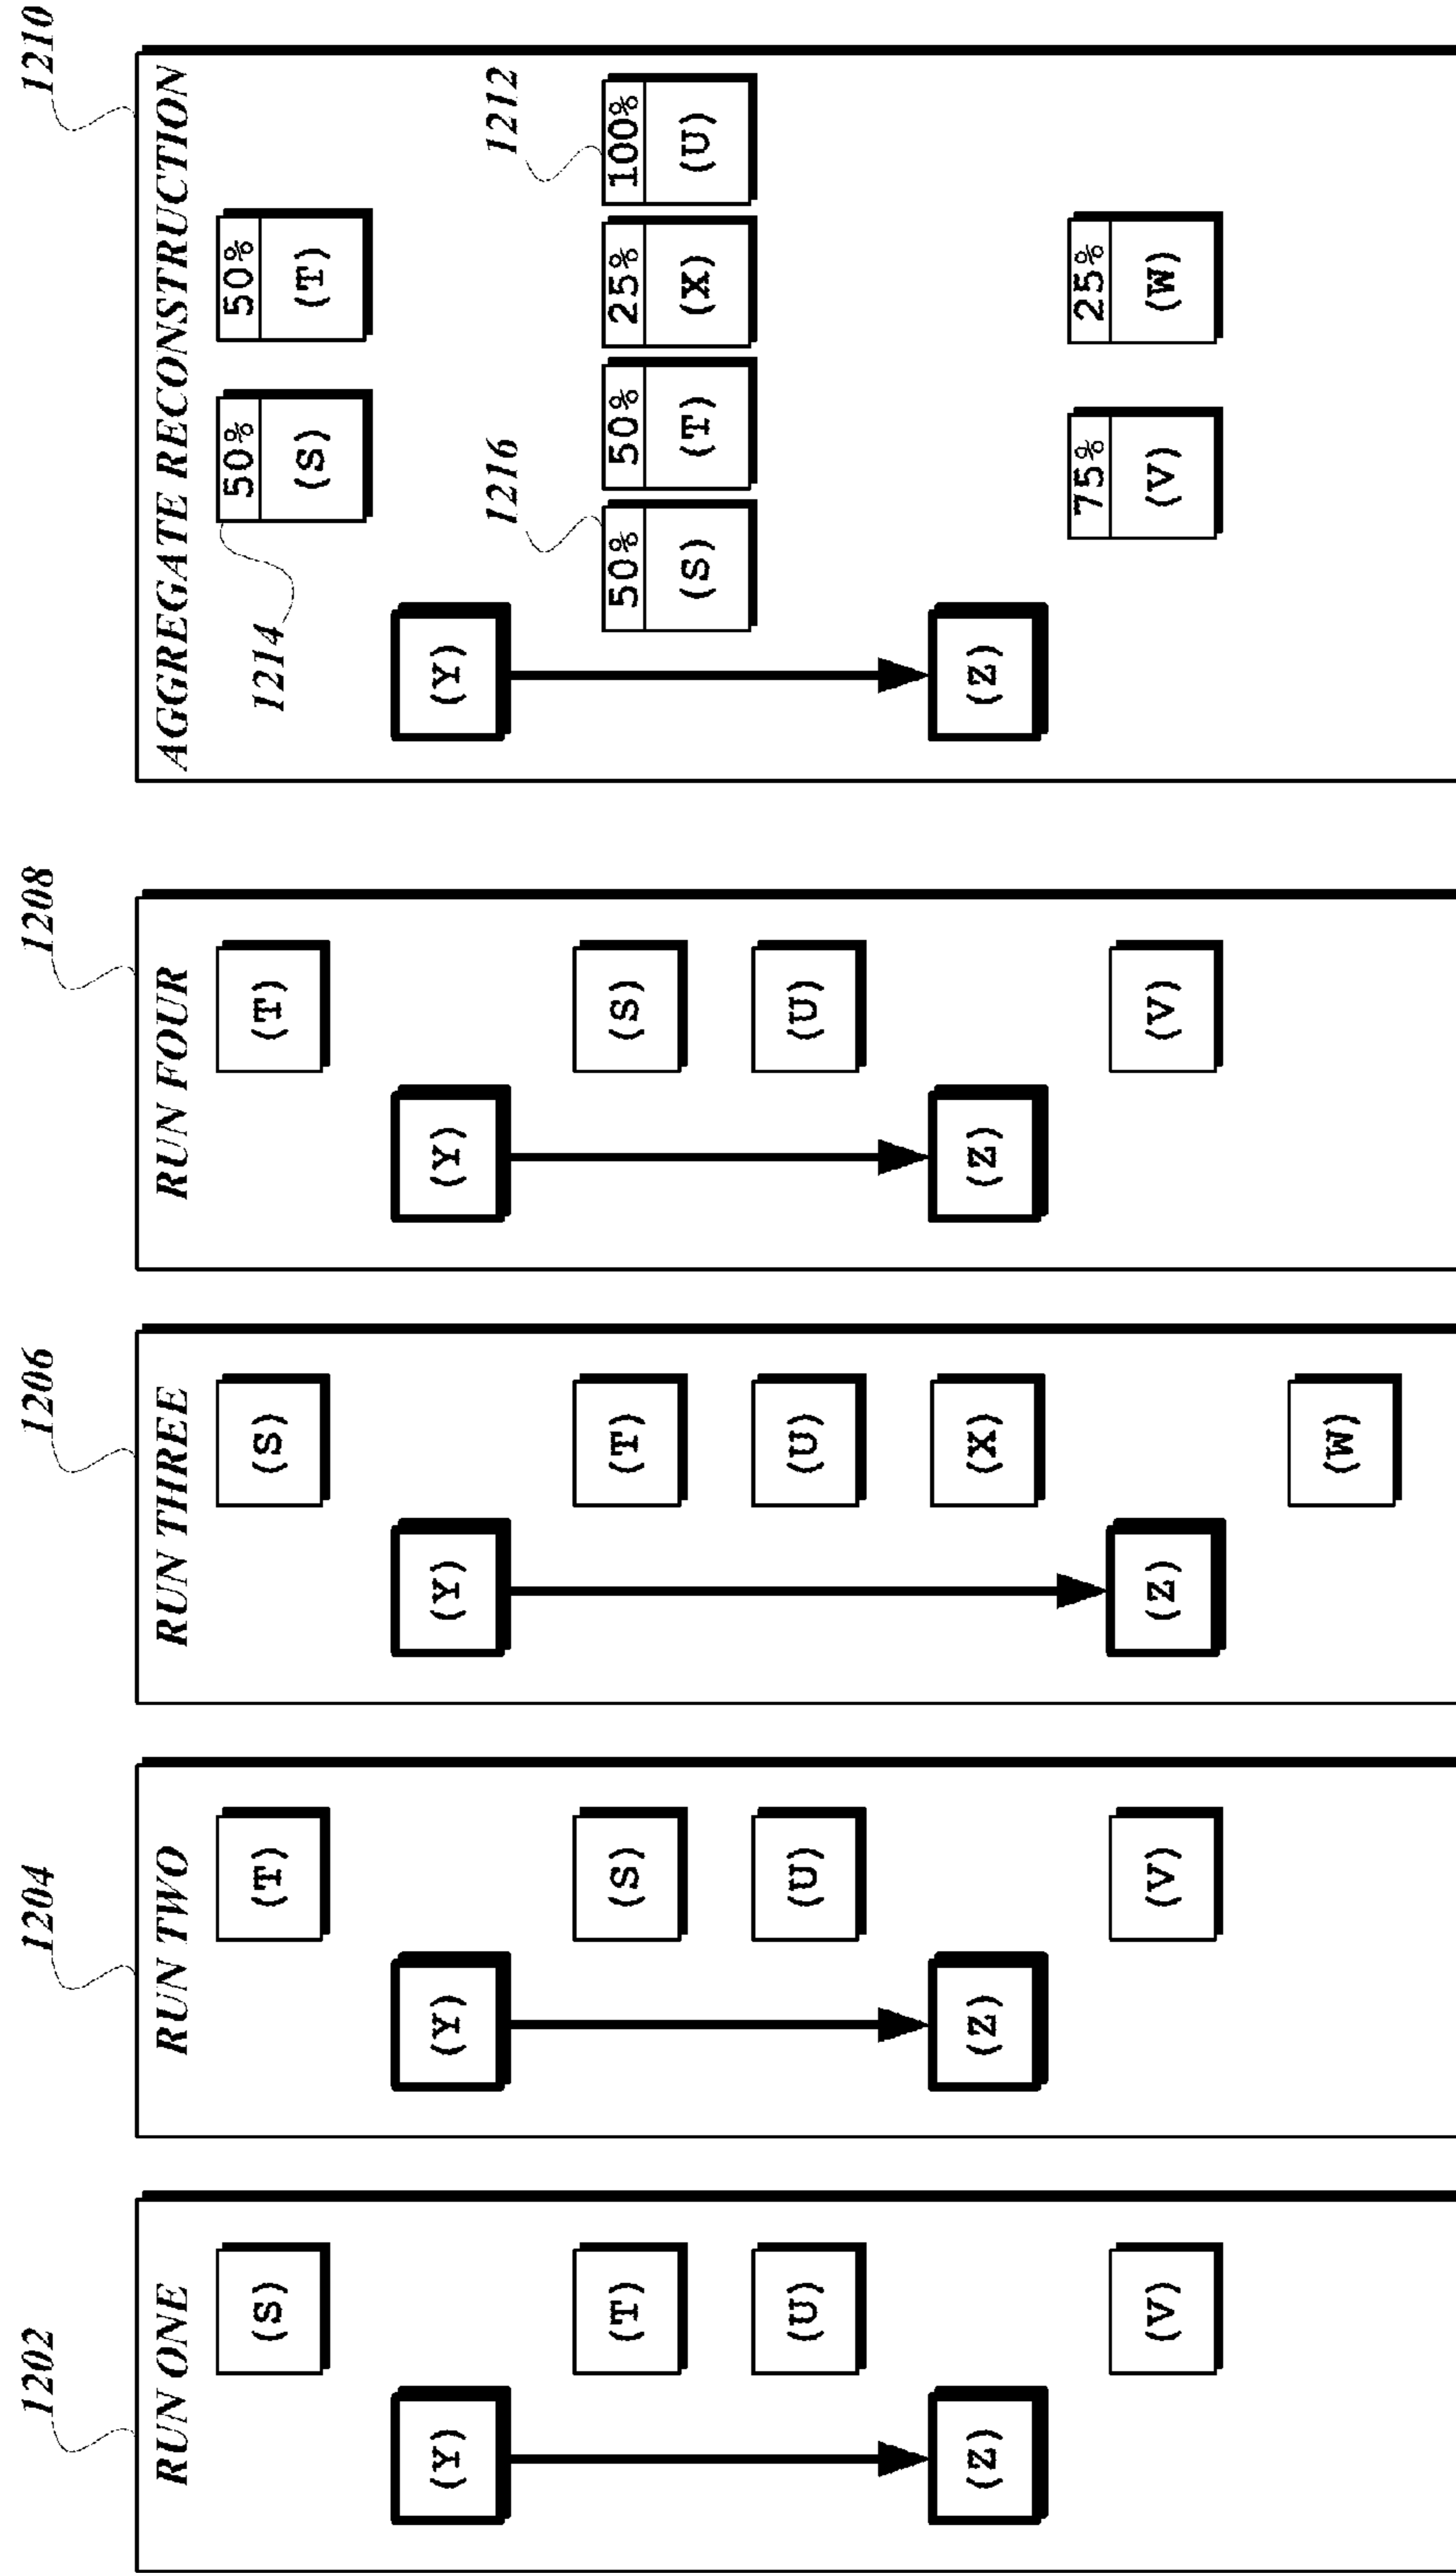 1202
RUN ONE
(S)
(Y)
(T)
(U)
(Z)
(V)
1204
RUN TWO
(T)
(Y)
(S)
(U)
(Z)
(V)
1206
RUN THREE
(S)
(Y)
(T)
(U)
(X)
(Z)
(W)
1208
RUN FOUR
(T)
(Y)
(S)
(U)
(Z)
(V)
1210
AGGREGATE RECONSTRUCTION
50% 50%
(S) (T)
1214
(Y)
1216 1212
50% 50% 25% 100%
(S) (T) (X) (U)
(Z)
75% 25%
(V) (W)